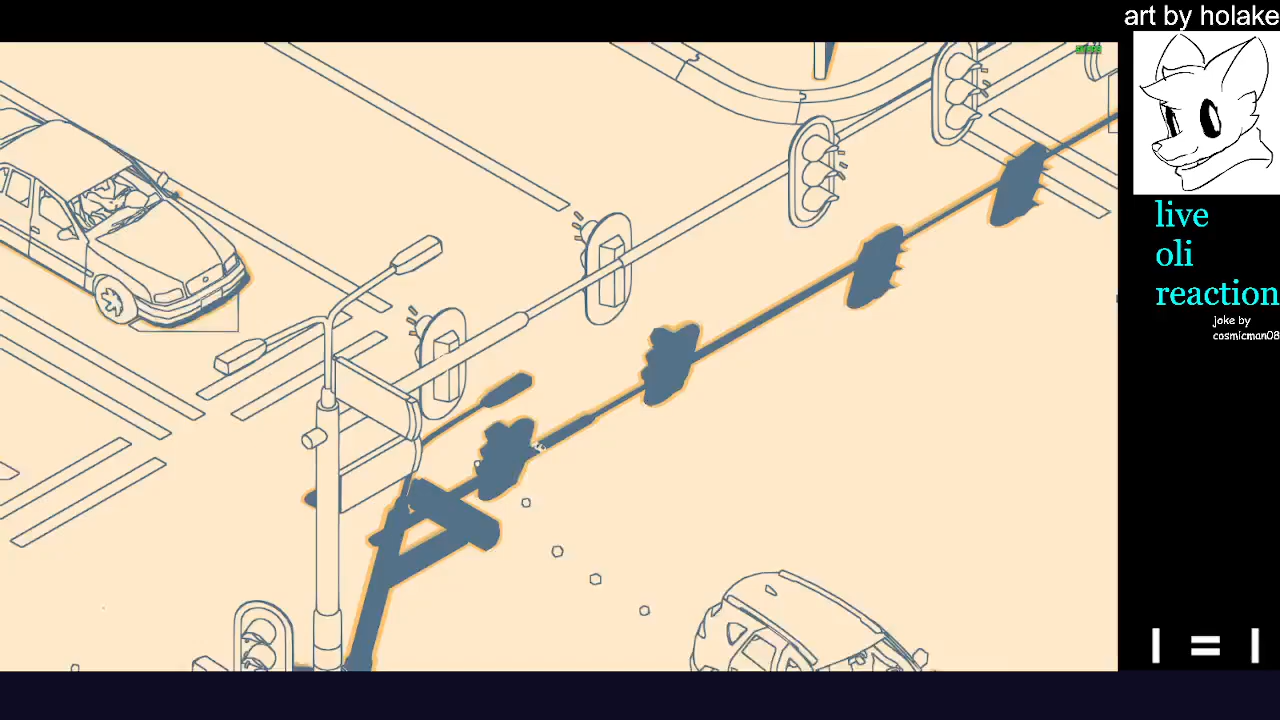 art by holake
live
oli
reaction
joke by
cosmicman08
| = |